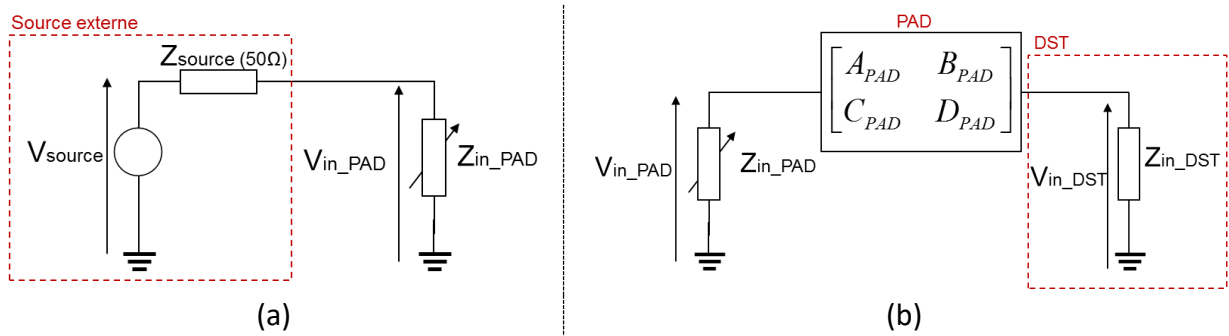 Source externe
Zsource (50Ω)
Vsource
Vin_PAD
Zin_PAD
(a)
PAD
APAD BPAD
CPAD DPAD
DST
Vin_PAD
Zin_PAD
Vin_DST
Zin_DST
(b)